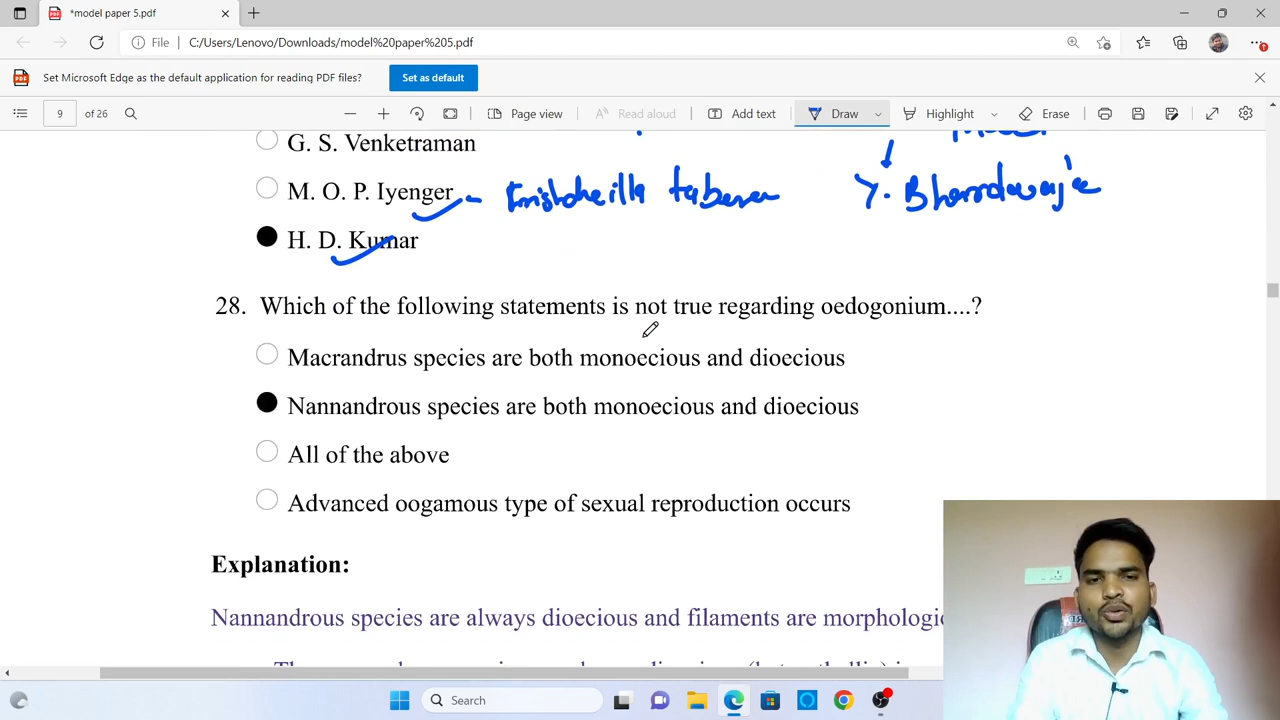 *model paper 5.pdf
File C:/Users/Lenovo/Downloads/model%20paper%205.pdf
Set Microsoft Edge as the default application for reading PDF files? Set as default
9 of 26 Page view Read aloud Add text Draw Highlight Erase
G. S. Venketraman
M. O. P. Iyenger
H. D. Kumar
28. Which of the following statements is not true regarding oedogonium....?
Macrandrus species are both monoecious and dioecious
Nannandrous species are both monoecious and dioecious
All of the above
Advanced oogamous type of sexual reproduction occurs
Explanation:
Nannandrous species are always dioecious and filaments are
Search